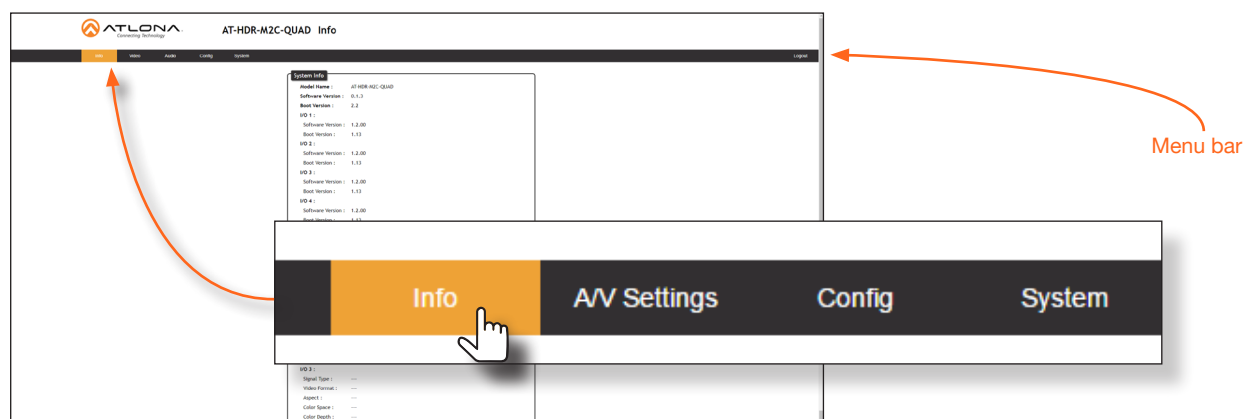 ATLONA.
Connecting Technology
AT-HDR-M2C-QUAD Info
Info Video Audio Config System Logout
System Info
Model Name : AT-HDR-M2C-QUAD
Software Version : 0.1.3
Boot Version : 2.2
I/O 1 :
Software Version : 1.2.00
Boot Version : 1.13
I/O 2 :
Software Version : 1.2.00
Boot Version : 1.13
I/O 3 :
Software Version : 1.2.00
Boot Version : 1.13
I/O 4 :
Software Version : 1.2.00
Boot Version : 1.13
Menu bar
Info A/V Settings Config System
I/O 3 :
Signal Type : ---
Video Format : ---
Aspect : ---
Color Space : ---
Color Depth : ---